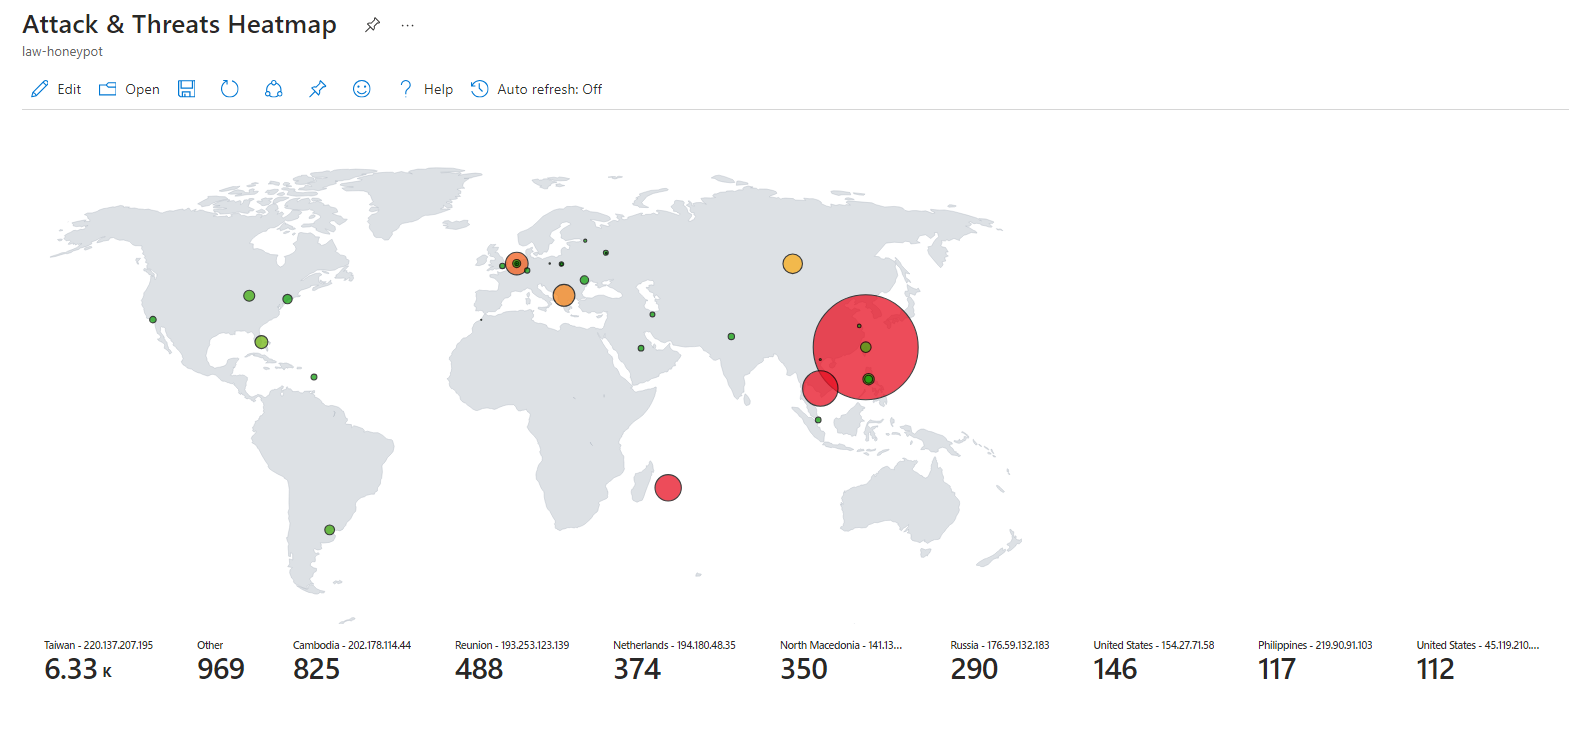 Attack & Threats Heatmap
law-honeypot
Edit Open Help Auto refresh: Off
Taiwan - 220.137.207.195
6.33 K
Other
969
Cambodia - 202.178.114.44
825
Reunion - 193.253.123.139
488
Netherlands - 194.180.48.35
374
North Macedonia - 141.13...
350
Russia - 176.59.132.183
290
United States - 154.27.71.58
146
Philippines - 219.90.91.103
117
United States - 45.119.210....
112